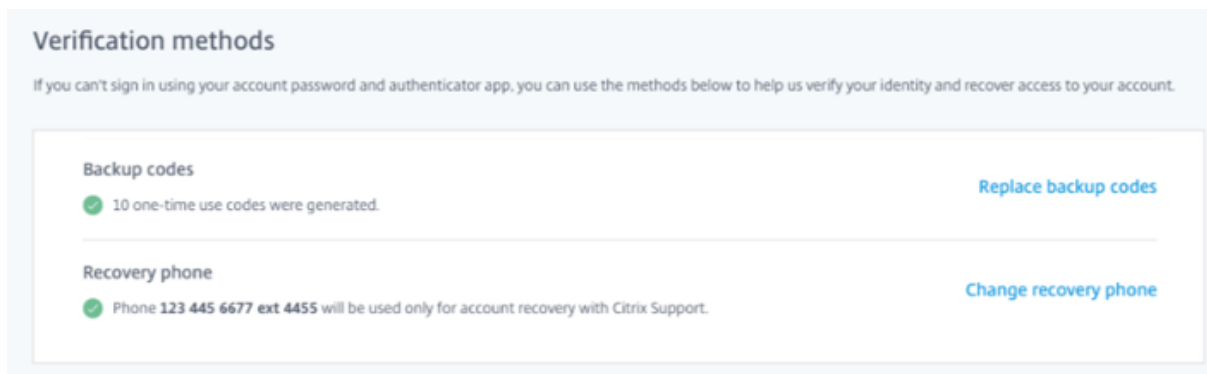 Verification methods
If you can't sign in using your account password and authenticator app, you can use the methods below to help us verify your identity and recover access to your account.
Backup codes
Replace backup codes
10 one-time use codes were generated.
Recovery phone
Change recovery phone
Phone 123 445 6677 ext 4455 will be used only for account recovery with Citrix Support.